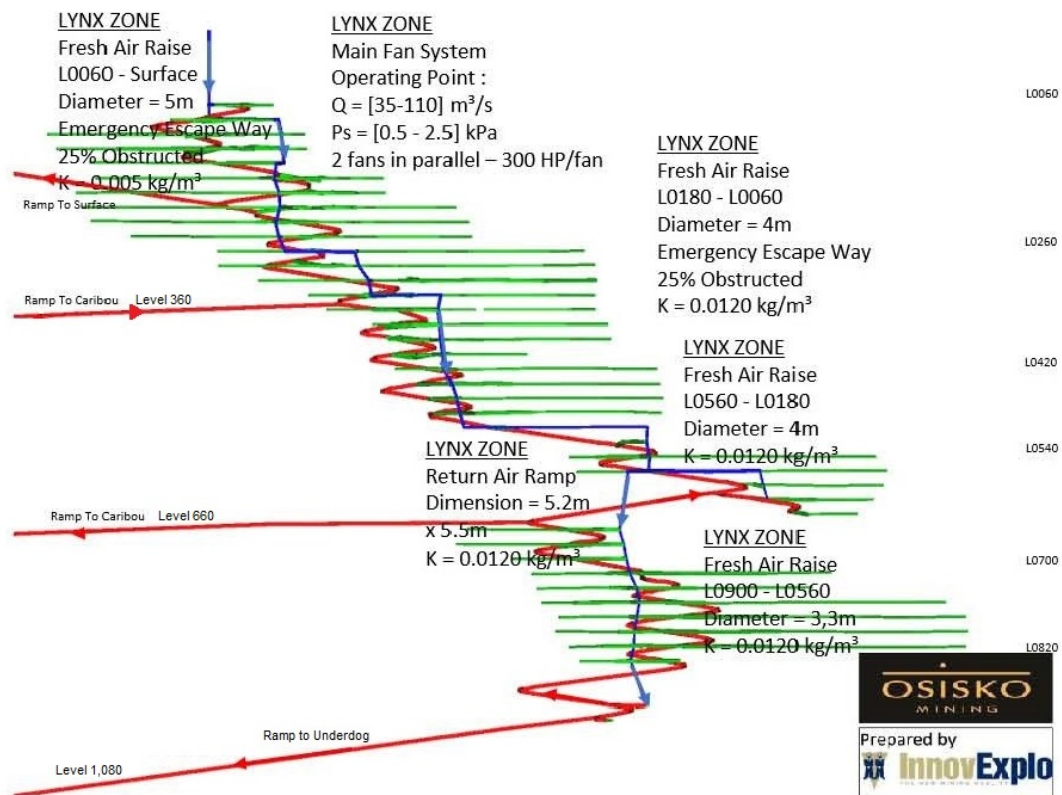 LYNX ZONE
Fresh Air Raise
L0060 - Surface
Diameter = 5m
Emergency Escape Way
25% Obstructed
K = 0.005 kg/m³
LYNX ZONE
Main Fan System
Operating Point :
Q = [35-110] m³/s
Ps = [0.5 - 2.5] kPa
2 fans in parallel – 300 HP/fan
L0060
LYNX ZONE
Fresh Air Raise
L0180 - L0060
Diameter = 4m
Emergency Escape Way
25% Obstructed
K = 0.0120 kg/m³
Ramp To Surface
L0260
Ramp To Caribou Level 360
LYNX ZONE
Fresh Air Raise
L0560 - L0180
Diameter = 4m
K = 0.0120 kg/m³
L0420
L0540
LYNX ZONE
Return Air Ramp
Dimension = 5.2m
x 5.5m
K = 0.0120 kg/m³
Ramp To Caribou Level 660
LYNX ZONE
Fresh Air Raise
L0900 - L0560
Diameter = 3,3m
K = 0.0120 kg/m³
L0700
L0820
OSISKO
MINING
Prepared by
InnovExplo
Ramp to Underdog
Level 1,080